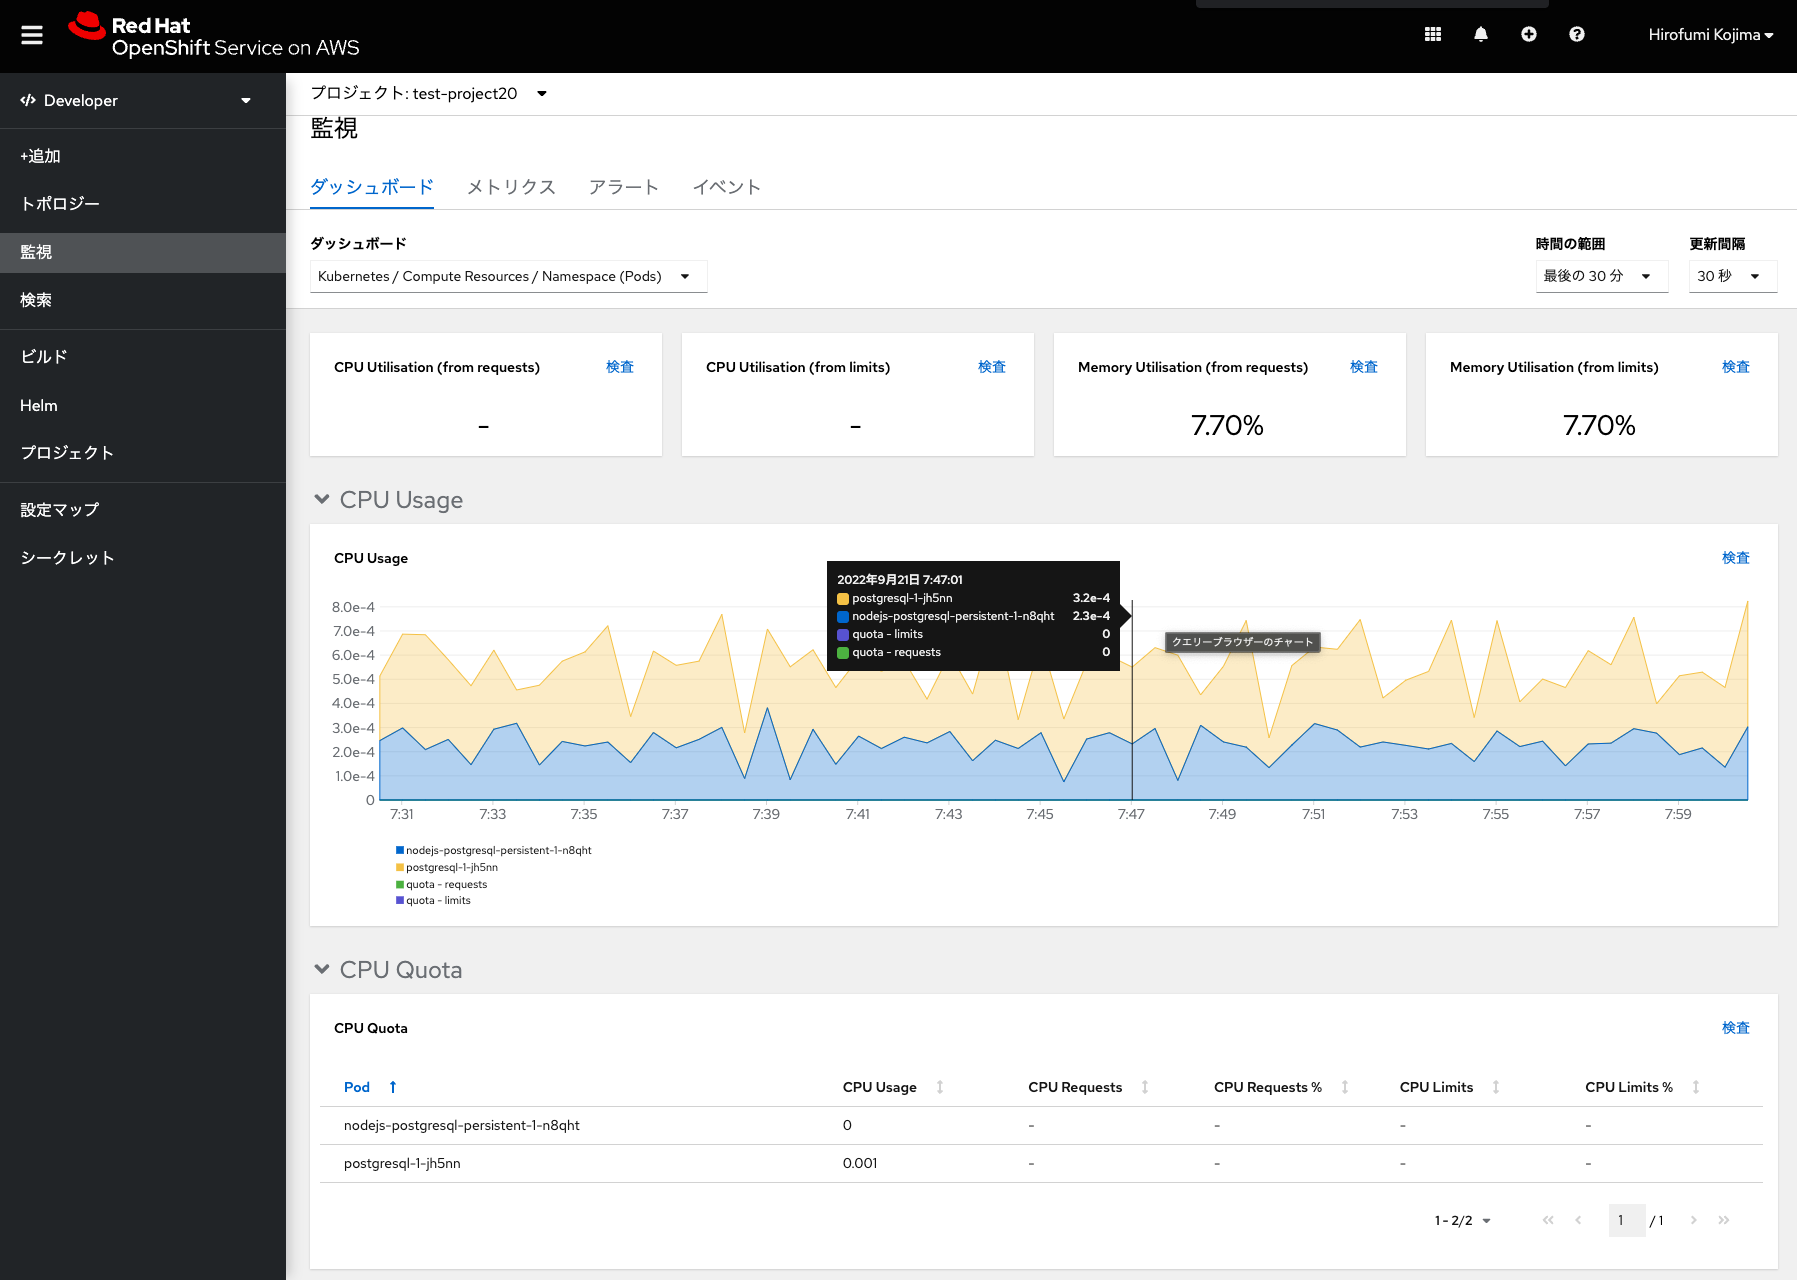 Red Hat
OpenShift Service on AWS
Hirofumi Kojima
Developer
+追加
トポロジー
監視
検索
ビルド
Helm
プロジェクト
設定マップ
シークレット
プロジェクト: test-project20
監視
ダッシュボード メトリクス アラート イベント
ダッシュボード 時間の範囲 更新間隔
Kubernetes / Compute Resources / Namespace (Pods) 最後の 30 分 30 秒
CPU Utilisation (from requests) 検査 CPU Utilisation (from limits) 検査 Memory Utilisation (from requests) 検査 Memory Utilisation (from limits) 検査
- - 7.70% 7.70%
CPU Usage
CPU Usage 検査
2022年9月21日 7:47:01
postgresql-1-jh5nn 3.2e-4
nodejs-postgresql-persistent-1-n8qht 2.3e-4
quota - limits 0
quota - requests 0
クエリーブラウザーのチャート
8.0e-4
7.0e-4
6.0e-4
5.0e-4
4.0e-4
3.0e-4
2.0e-4
1.0e-4
0
7:31 7:33 7:35 7:37 7:39 7:41 7:43 7:45 7:47 7:49 7:51 7:53 7:55 7:57 7:59
nodejs-postgresql-persistent-1-n8qht
postgresql-1-jh5nn
quota - requests
quota - limits
CPU Quota
CPU Quota 検査
Pod CPU Usage CPU Requests CPU Requests % CPU Limits CPU Limits %
nodejs-postgresql-persistent-1-n8qht 0 - - - -
postgresql-1-jh5nn 0.001 - - - -
1 - 2/2 1 / 1